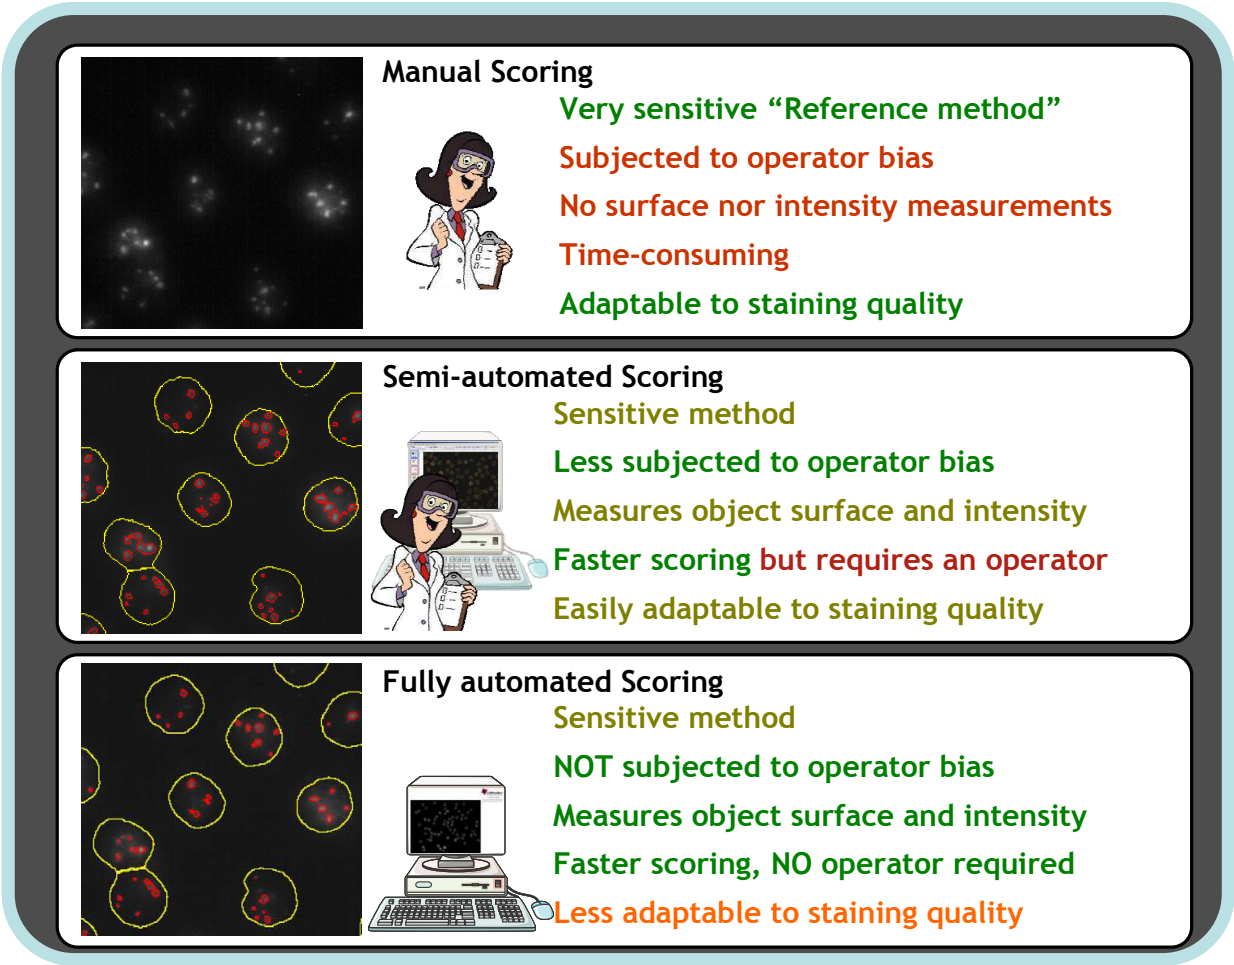 Manual Scoring
Very sensitive “Reference method”
Subjected to operator bias
No surface nor intensity measurements
Time-consuming
Adaptable to staining quality
Semi-automated Scoring
Sensitive method
Less subjected to operator bias
Measures object surface and intensity
Faster scoring but requires an operator
Easily adaptable to staining quality
Fully automated Scoring
Sensitive method
NOT subjected to operator bias
Measures object surface and intensity
Faster scoring, NO operator required
Less adaptable to staining quality